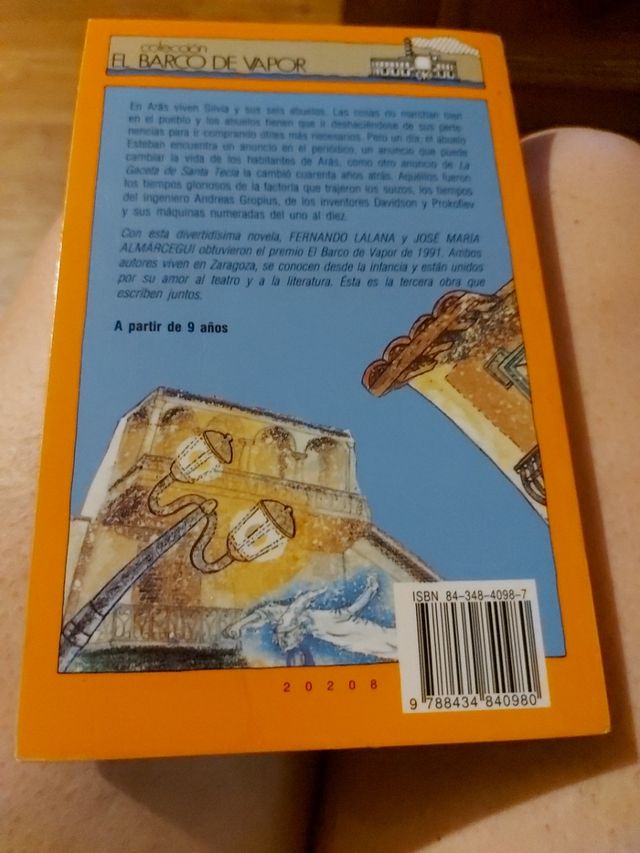 colección
EL BARCO DE VAPOR
En Arás viven Silvia y sus seis abuelos. Las cosas no marchan bien
en el pueblo y los abuelos tienen que ir deshaciéndose de sus perte-
nencias para ir comprando otras más necesarias. Pero un día, el abuelo
Esteban encuentra un anuncio en el periódico, un anuncio que puede
cambiar la vida de los habitantes de Arás, como otro anuncio de La
Gaceta de Santa Tecla la cambió cuarenta años atrás. Aquéllos fueron
los tiempos gloriosos de la factoría que trajeron los suizos, los tiempos
del ingeniero Andreas Gropius, de los inventores Davidson y Prokofiev
y sus máquinas numeradas del uno al diez.
Con esta divertidísima novela, FERNANDO LALANA y JOSÉ MARÍA
ALMÁRCEGUI obtuvieron el premio El Barco de Vapor de 1991. Ambos
autores viven en Zaragoza, se conocen desde la infancia y están unidos
por su amor al teatro y a la literatura. Ésta es la tercera obra que
escriben juntos.
A partir de 9 años
ISBN 84-348-4098-7
9 788434 840980
20208